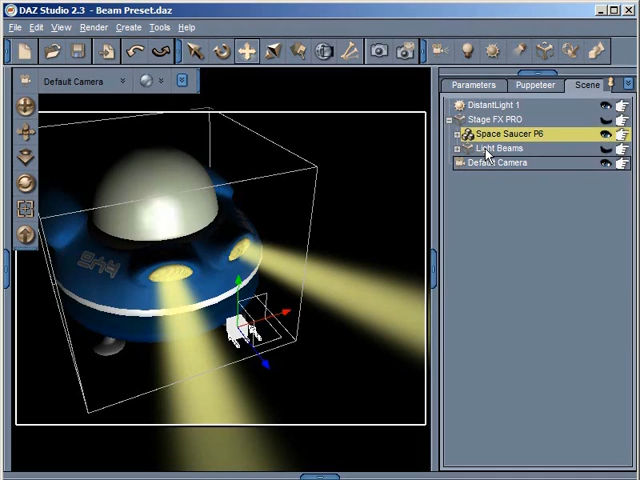 DAZ Studio 2.3 - Beam Preset.daz
File Edit View Render Create Tools Help
Default Camera
Parameters Puppeteer Scene
DistantLight 1
Stage FX PRO
Space Saucer P6
Light Beams
Default Camera